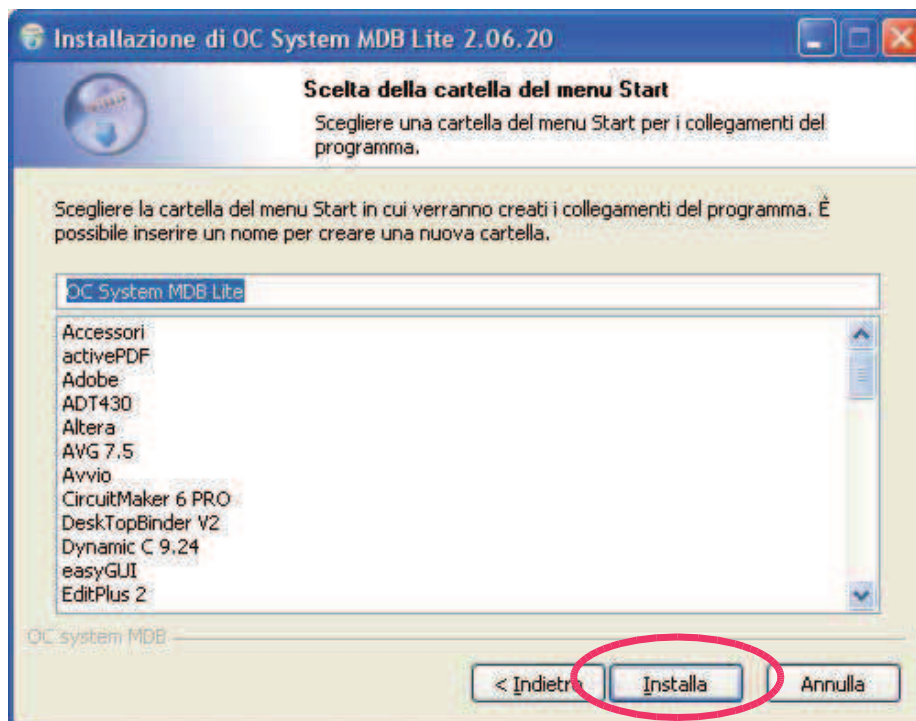 Installazione di OC System MDB Lite 2.06.20
Scelta della cartella del menu Start
Scegliere una cartella del menu Start per i collegamenti del
programma.
Scegliere la cartella del menu Start in cui verranno creati i collegamenti del programma. È
possibile inserire un nome per creare una nuova cartella.
OC System MDB Lite
Accessori
activePDF
Adobe
ADT430
Altera
AVG 7.5
Avvio
CircuitMaker 6 PRO
DeskTopBinder V2
Dynamic C 9.24
easyGUI
EditPlus 2
OC system MDB
< Indietro Installa Annulla